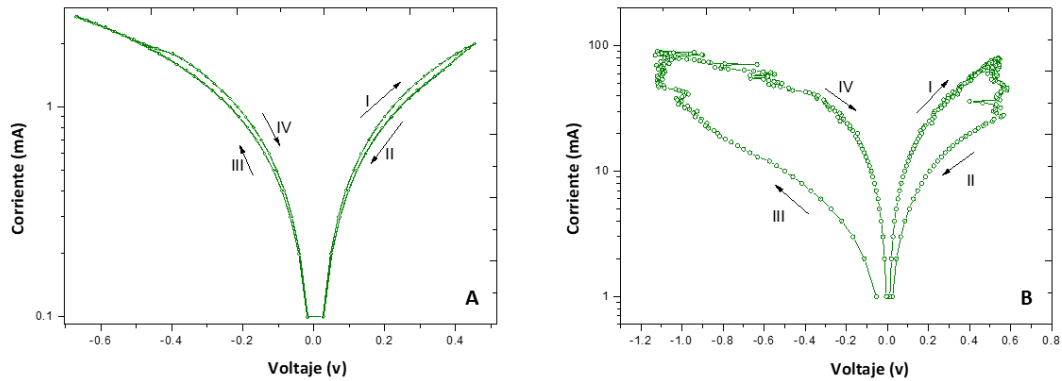 Corriente (mA)
1
0.1
I
II
III
IV
A
-0.6 -0.4 -0.2 0.0 0.2 0.4
Voltaje (v)
Corriente (mA)
100
10
1
I
II
III
IV
B
-1.2 -1.0 -0.8 -0.6 -0.4 -0.2 0.0 0.2 0.4 0.6 0.8
Voltaje (v)